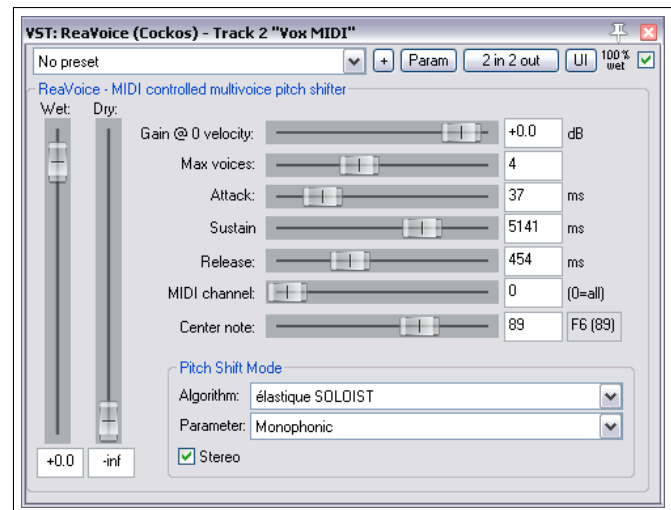 VST: ReaVoice (Cockos) - Track 2 "Vox MIDI"
No preset + Param 2 in 2 out UI 100% wet
ReaVoice - MIDI controlled multivoice pitch shifter
Wet: Dry:
Gain @ 0 velocity: +0.0 dB
Max voices: 4
Attack: 37 ms
Sustain 5141 ms
Release: 454 ms
MIDI channel: 0 (0=all)
Center note: 89 F6 (89)
Pitch Shift Mode
Algorithm: élastique SOLOIST
Parameter: Monophonic
Stereo
+0.0 -inf